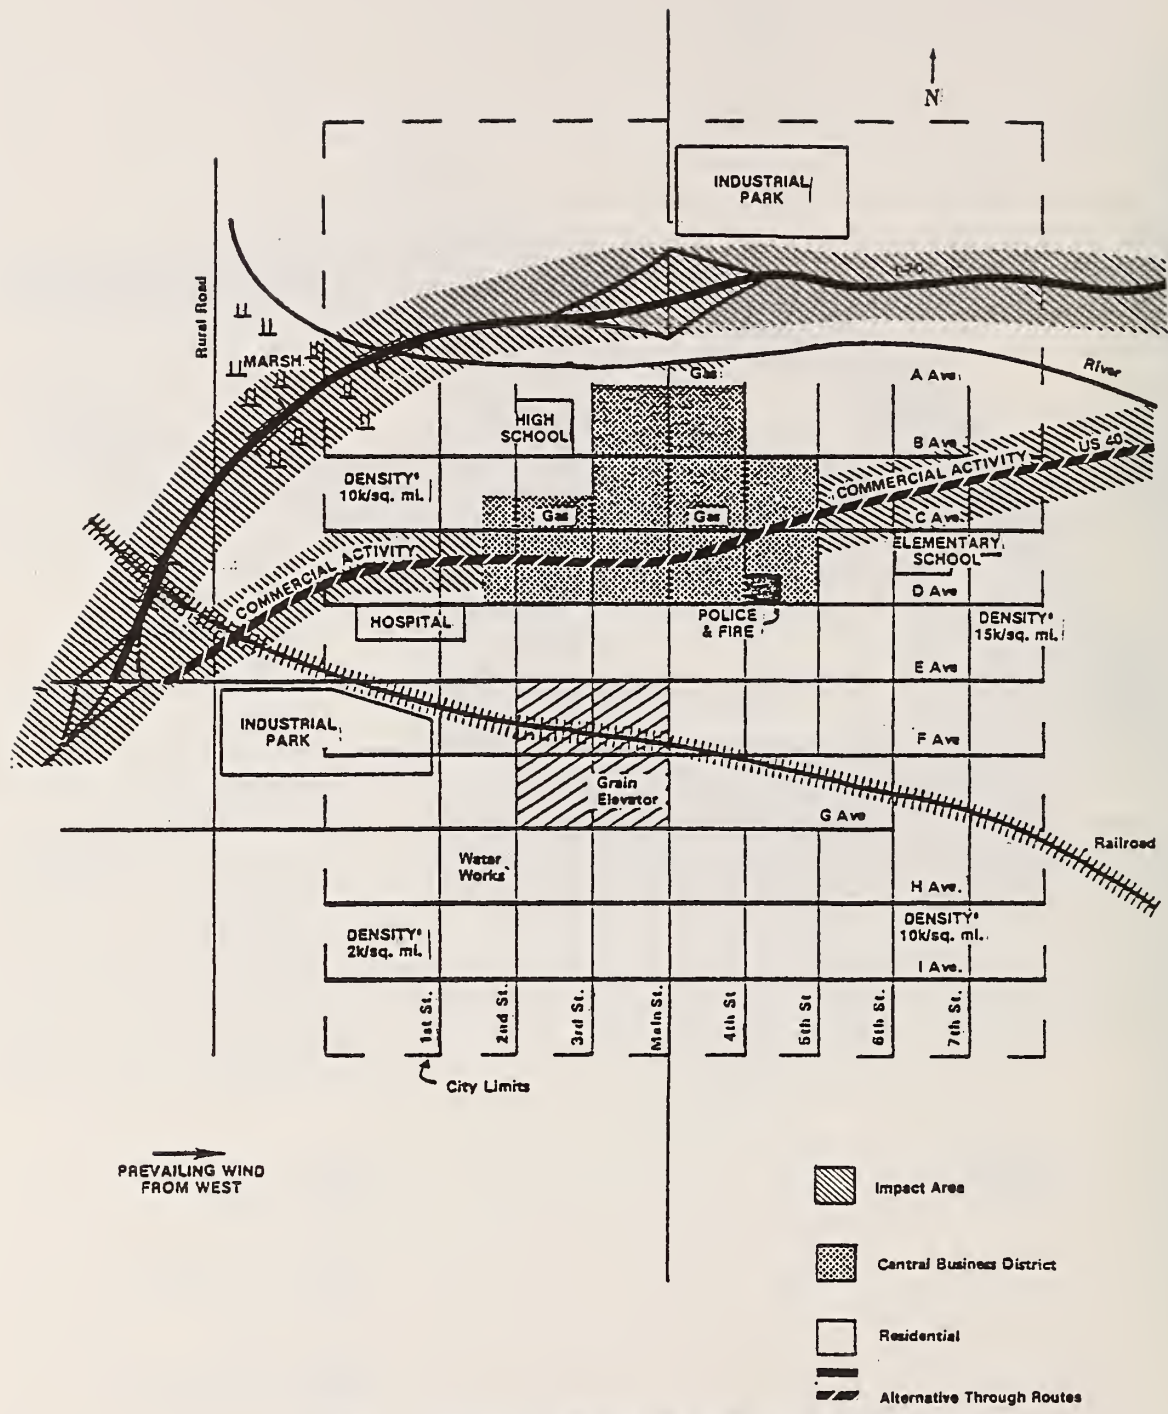 N
INDUSTRIAL
PARK
I-70
Rural Road
MARSH
River
Gas
A Ave.
HIGH
SCHOOL
B Ave
US 40
COMMERCIAL ACTIVITY
DENSITY*
10k/sq. mi.
Gas
Gas
C Ave.
COMMERCIAL ACTIVITY
ELEMENTARY
SCHOOL
D Ave
HOSPITAL
POLICE
& FIRE
DENSITY*
15k/sq. mi.
E Ave
INDUSTRIAL
PARK
F Ave
Grain
Elevator
G Ave
Railroad
Water
Works
H Ave.
DENSITY*
2k/sq. mi.
DENSITY*
10k/sq. mi.
I Ave.
1st St.
2nd St.
3rd St.
Main St.
4th St
5th St
6th St.
7th St.
City Limits
PREVAILING WIND
FROM WEST
Impact Area
Central Business District
Residential
Alternative Through Routes